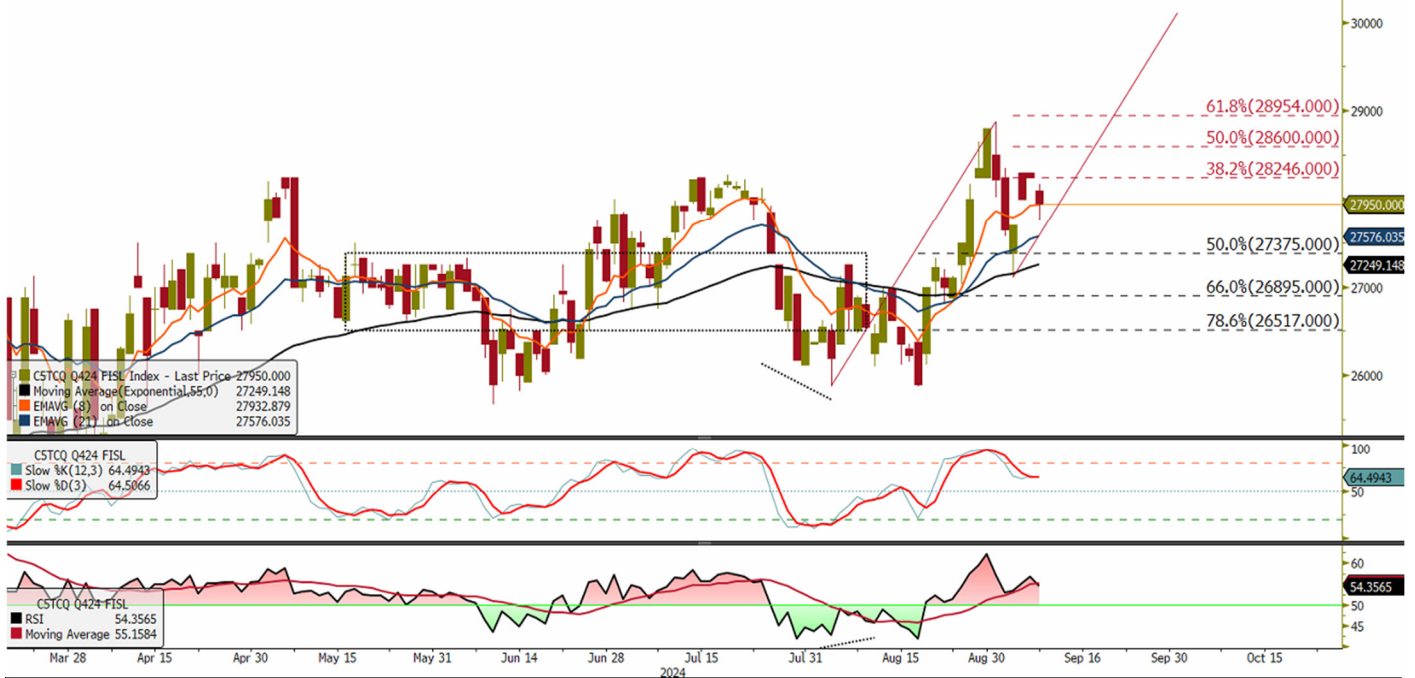 30000
61.8%(28954.000)
29000
50.0%(28600.000)
38.2%(28246.000)
27950.000
27576.035
50.0%(27375.000)
27249.148
27000
66.0%(26895.000)
78.6%(26517.000)
26000
C5TCQ Q424 FISL Index - Last Price 27950.000
Moving Average(Exponential,55,0) 27249.148
EMAVG (8) on Close 27932.879
EMAVG (21) on Close 27576.035
C5TCQ Q424 FISL
Slow %K(12,3) 64.4943
Slow %D(3) 64.5066
100
64.4943
50
0
C5TCQ Q424 FISL
RSI 54.3565
Moving Average 55.1584
60
54.3565
50
45
Mar 28 Apr 15 Apr 30 May 15 May 31 Jun 14 Jun 28 Jul 15 Jul 31 Aug 15 Aug 30 Sep 16 Sep 30 Oct 15
2024